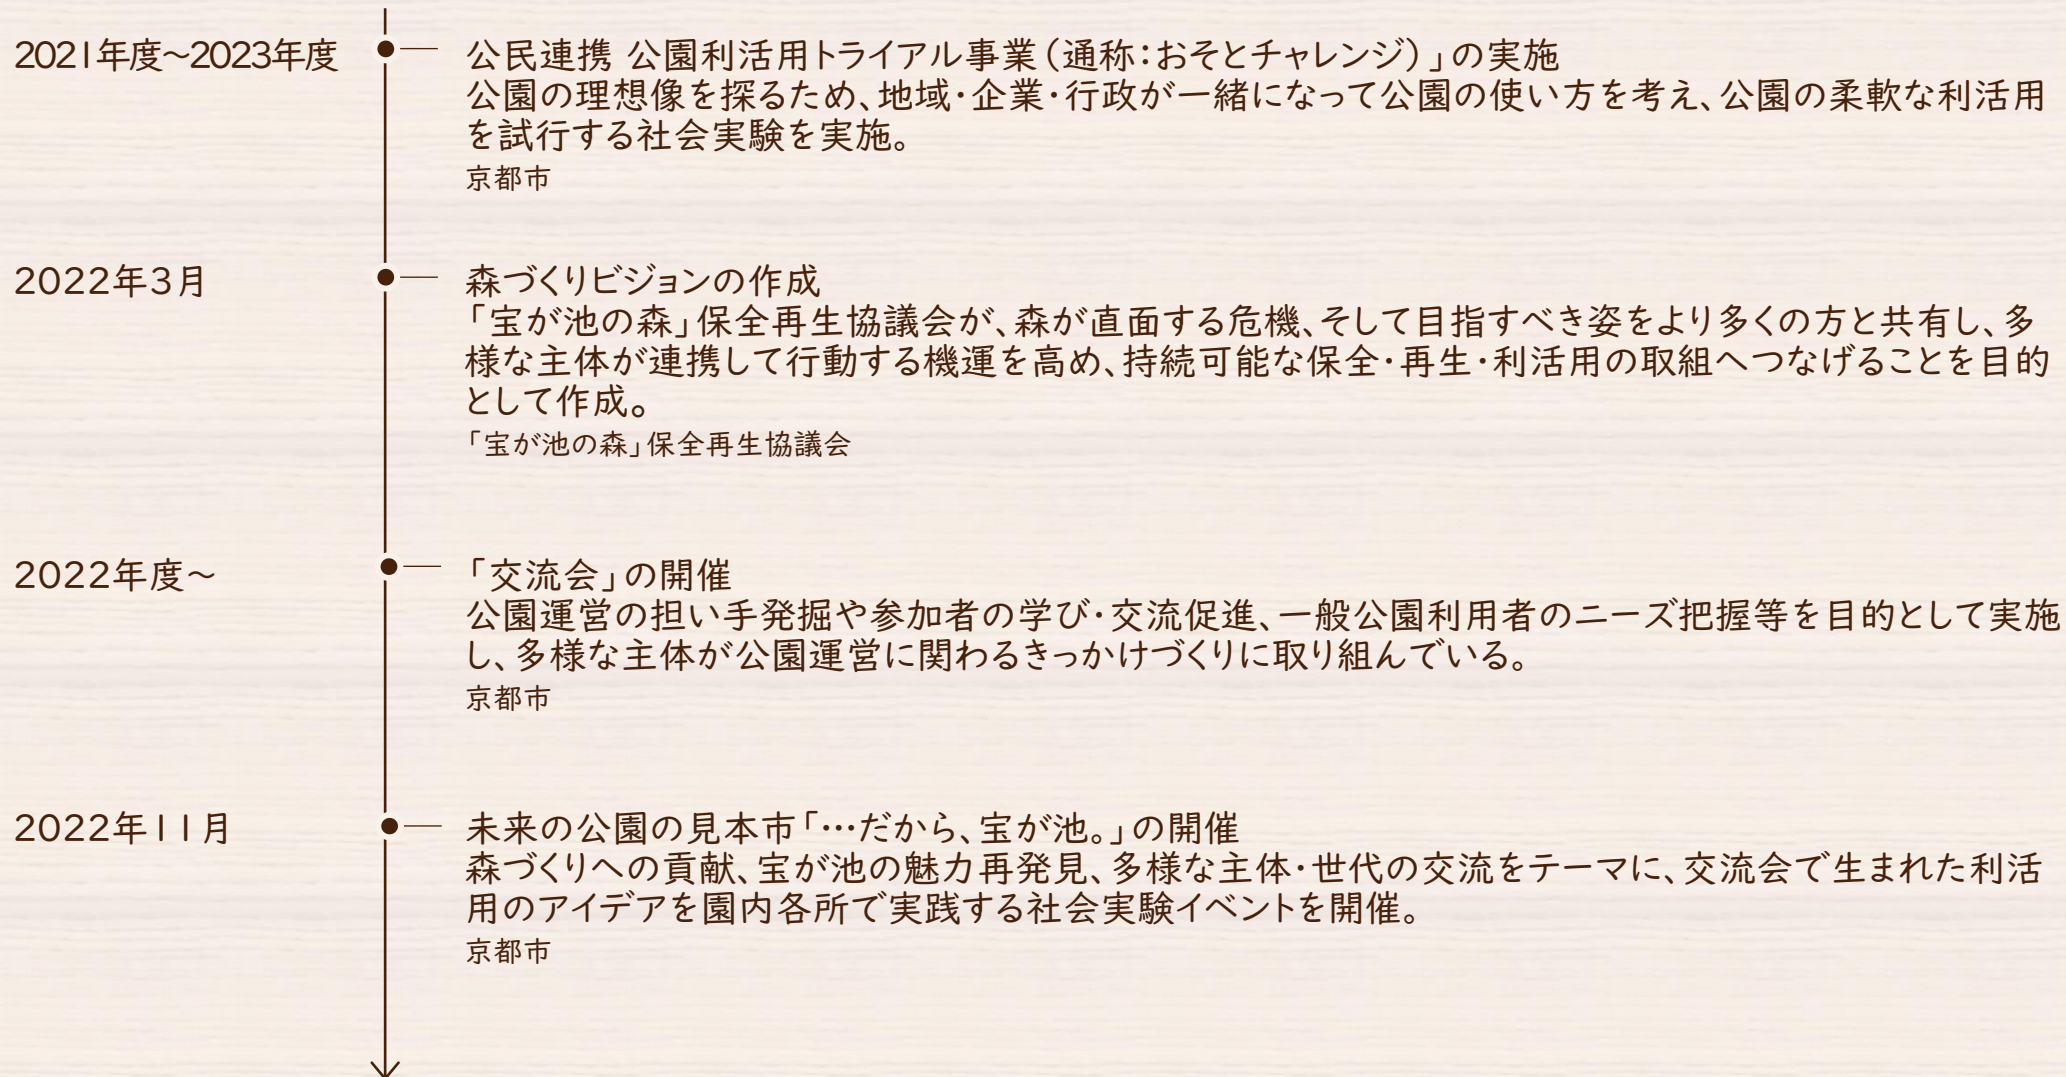 2021年度~2023年度
公民連携 公園利活用トライアル事業(通称:おそとチャレンジ)」の実施
公園の理想像を探るため、地域・企業・行政が一緒になって公園の使い方を考え、公園の柔軟な利活用
を試行する社会実験を実施。
京都市
2022年3月
森づくりビジョンの作成
「宝が池の森」保全再生協議会が、森が直面する危機、そして目指すべき姿をより多くの方と共有し、多
様な主体が連携して行動する機運を高め、持続可能な保全・再生・利活用の取組へつなげることを目的
として作成。
「宝が池の森」保全再生協議会
2022年度~
「交流会」の開催
公園運営の担い手発掘や参加者の学び・交流促進、一般公園利用者のニーズ把握等を目的として実施
し、多様な主体が公園運営に関わるきっかけづくりに取り組んでいる。
京都市
2022年11月
未来の公園の見本市「…だから、宝が池。」の開催
森づくりへの貢献、宝が池の魅力再発見、多様な主体・世代の交流をテーマに、交流会で生まれた利活
用のアイデアを園内各所で実践する社会実験イベントを開催。
京都市